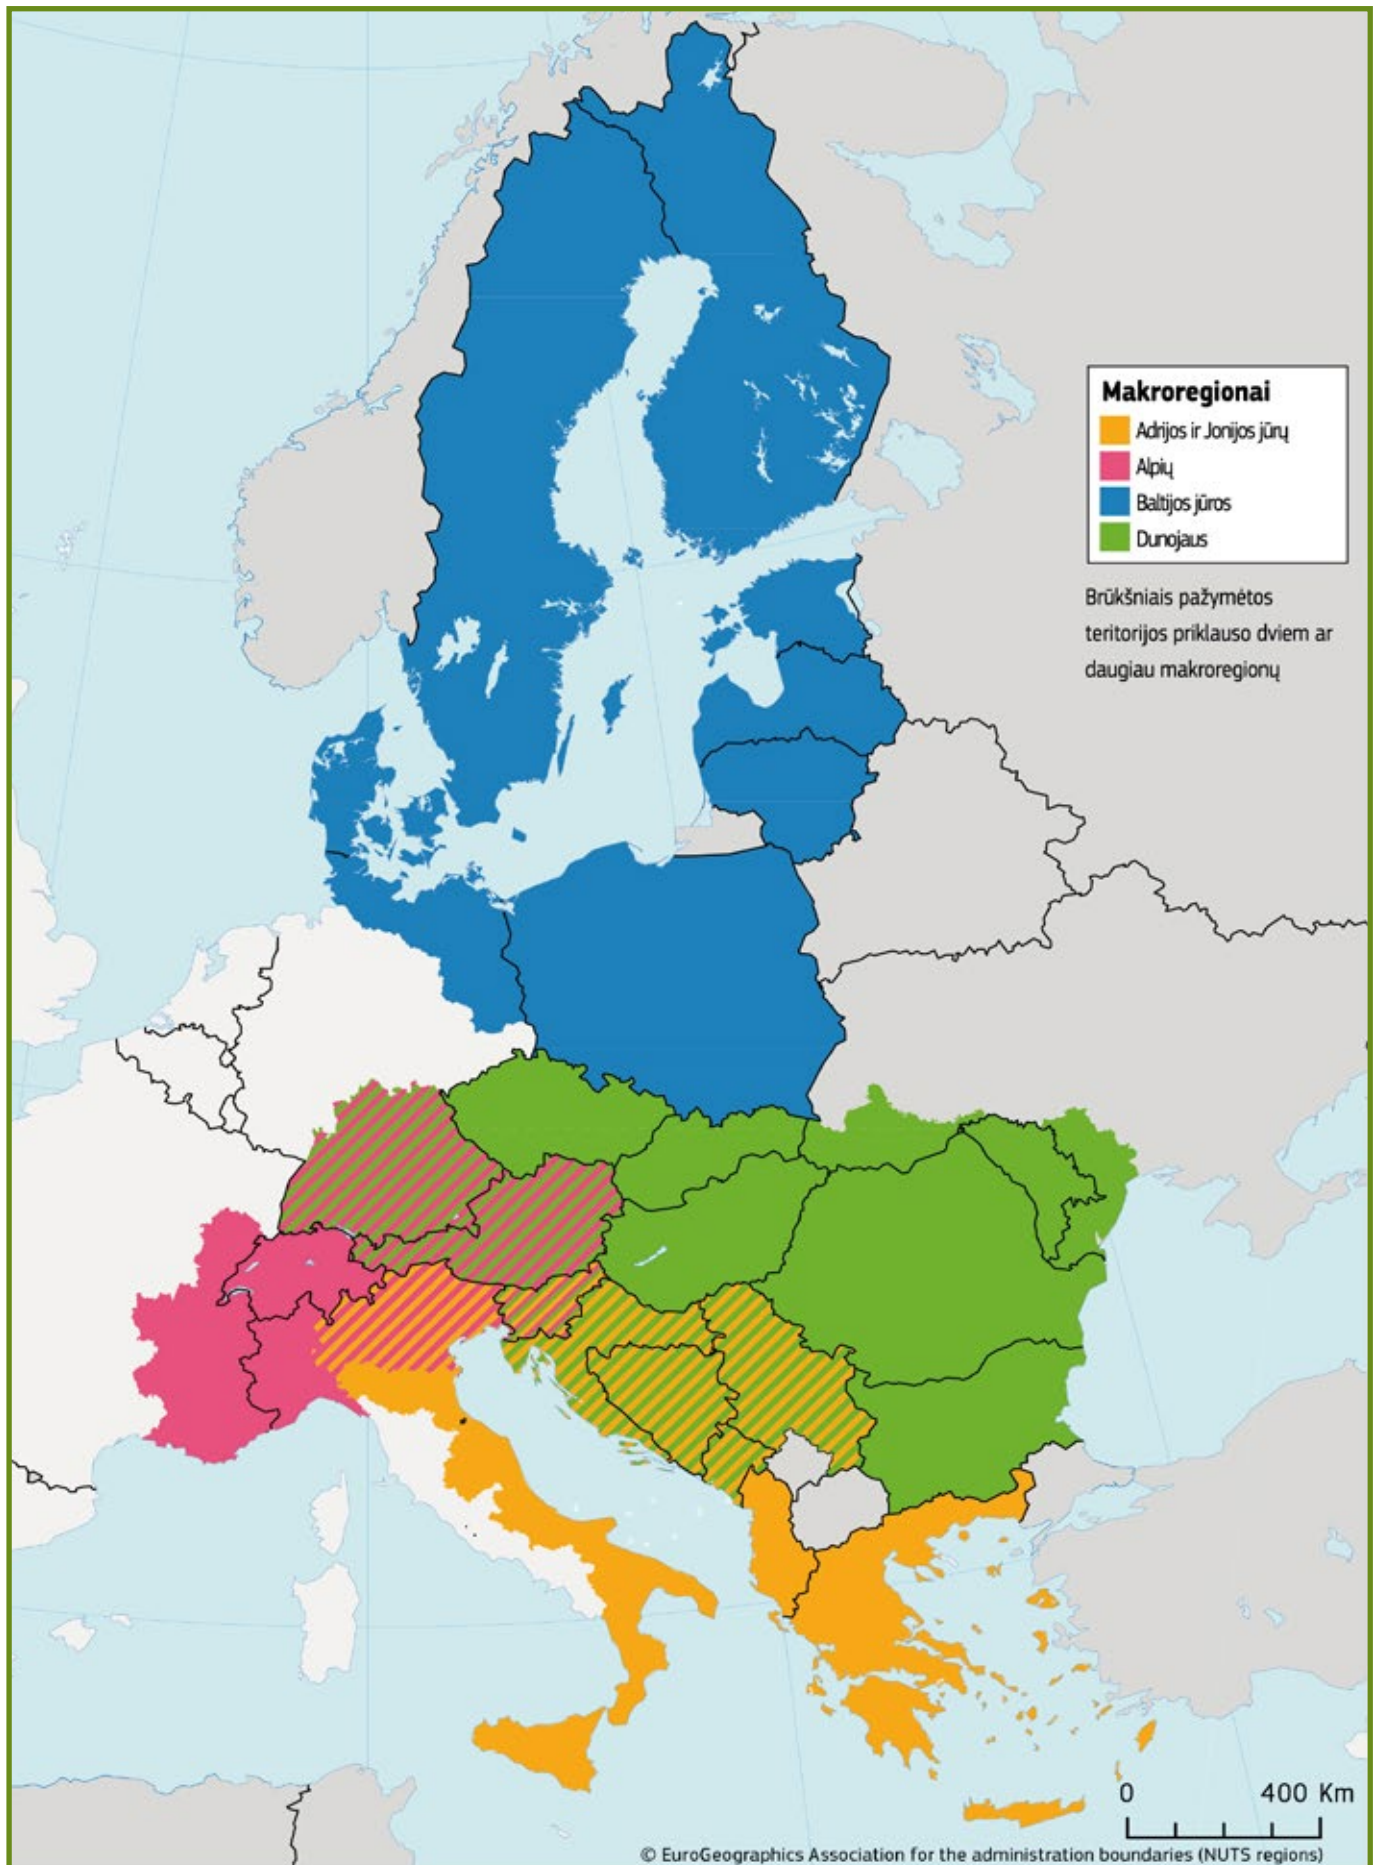 Makroregionai
Adrijos ir Jonijos jūrų
Alpių
Baltijos jūros
Dunojaus
Brūkšniais pažymėtos
teritorijos priklauso dviem ar
daugiau makroregionų
0 400 Km
© EuroGeographics Association for the administration boundaries (NUTS regions)